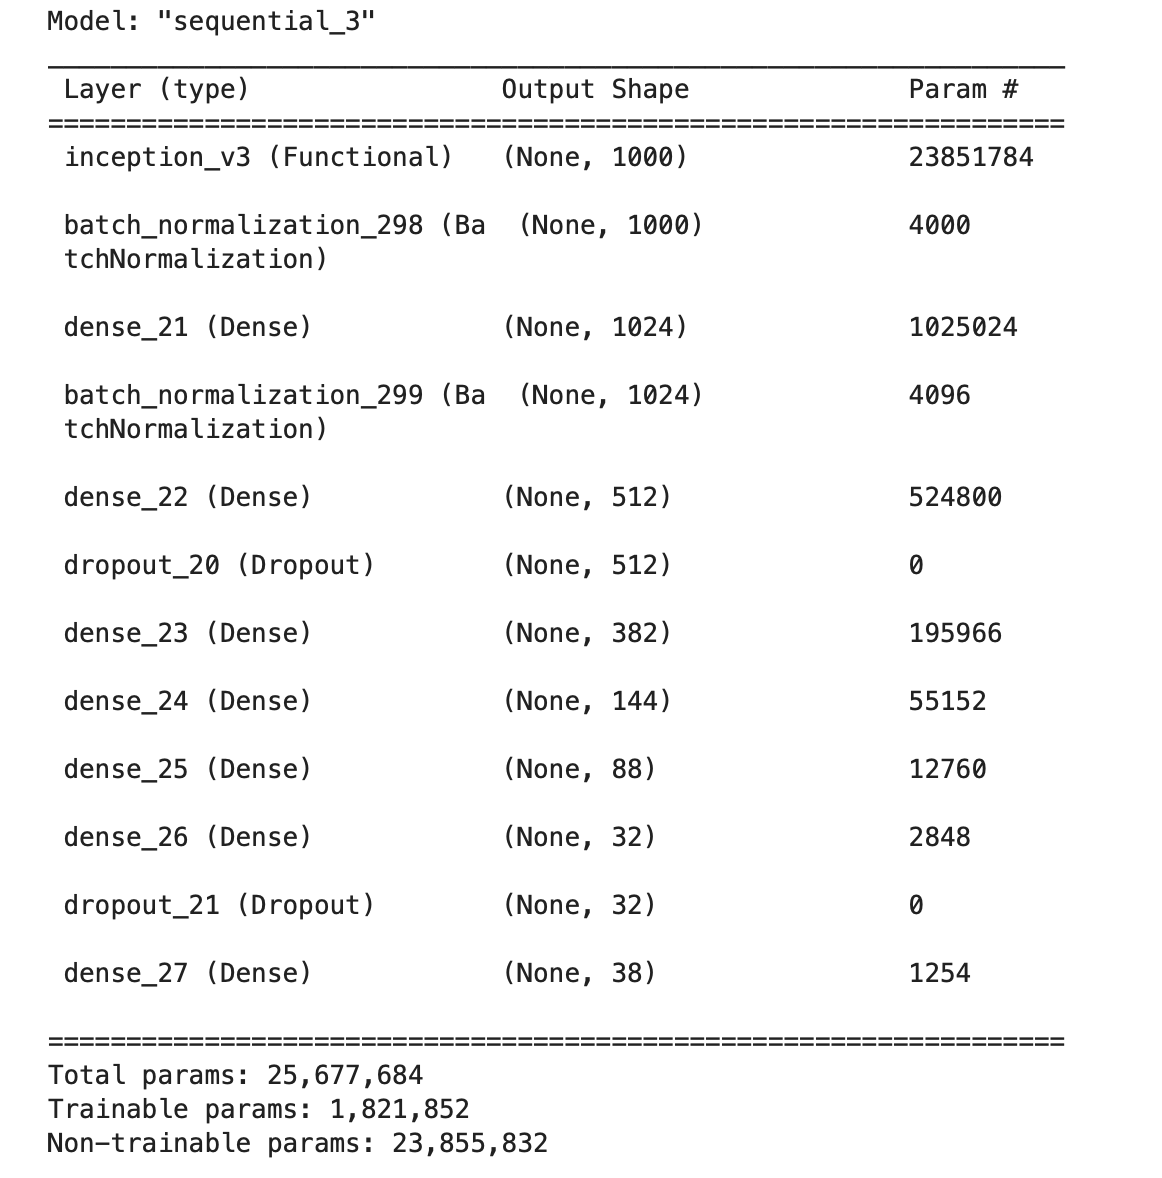 Model: "sequential_3"
Layer (type) Output Shape Param #
=================================================================
inception_v3 (Functional) (None, 1000) 23851784
batch_normalization_298 (Ba (None, 1000) 4000
tchNormalization)
dense_21 (Dense) (None, 1024) 1025024
batch_normalization_299 (Ba (None, 1024) 4096
tchNormalization)
dense_22 (Dense) (None, 512) 524800
dropout_20 (Dropout) (None, 512) 0
dense_23 (Dense) (None, 382) 195966
dense_24 (Dense) (None, 144) 55152
dense_25 (Dense) (None, 88) 12760
dense_26 (Dense) (None, 32) 2848
dropout_21 (Dropout) (None, 32) 0
dense_27 (Dense) (None, 38) 1254
=================================================================
Total params: 25,677,684
Trainable params: 1,821,852
Non-trainable params: 23,855,832